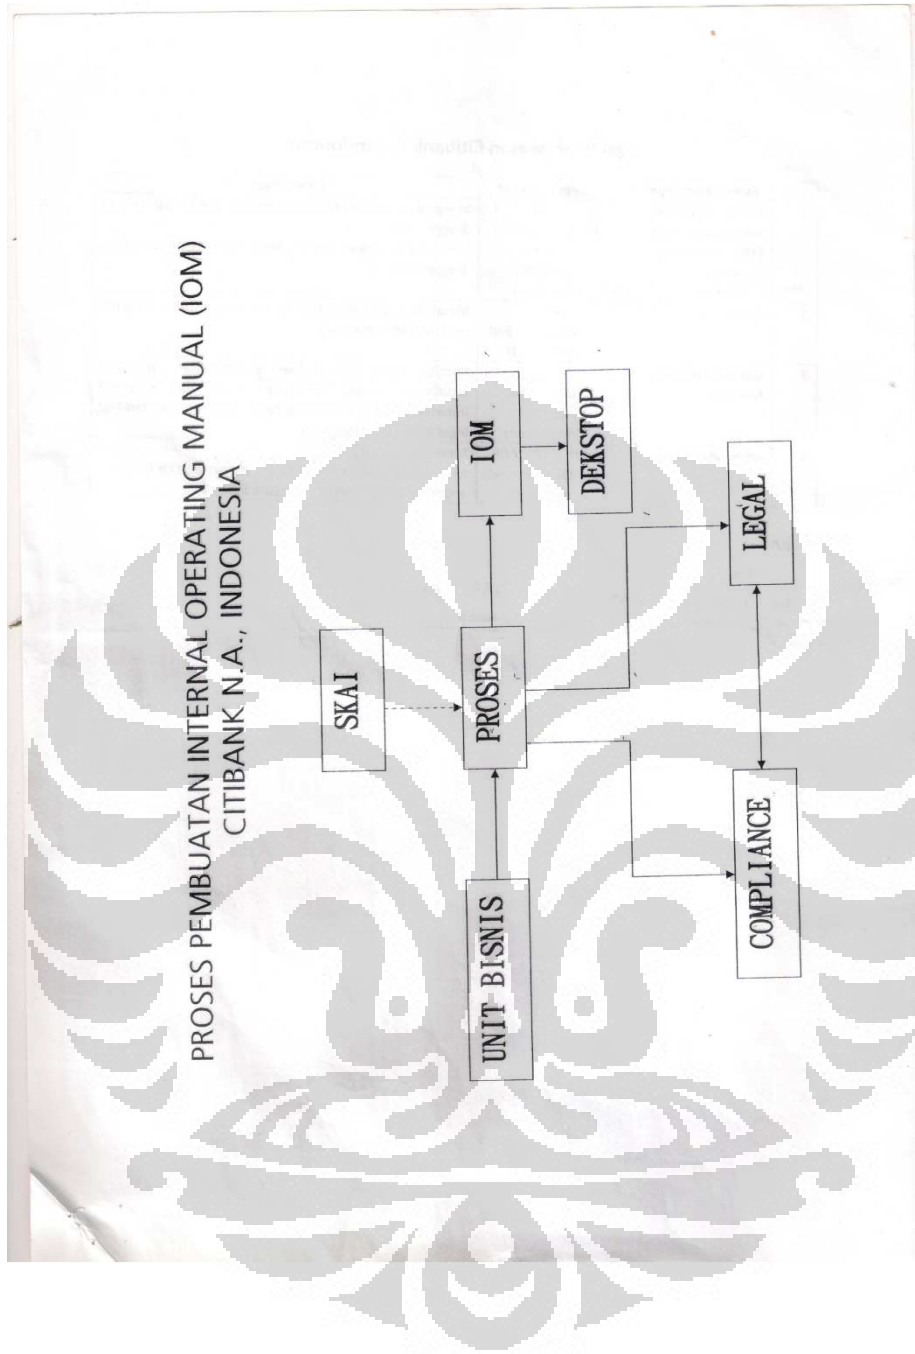 PROSES PEMBUATAN INTERNAL OPERATING MANUAL (IOM)
CITIBANK N.A., INDONESIA
SKAI
UNIT BISNIS
PROSES
IOM
DEKSTOP
COMPLIANCE
LEGAL